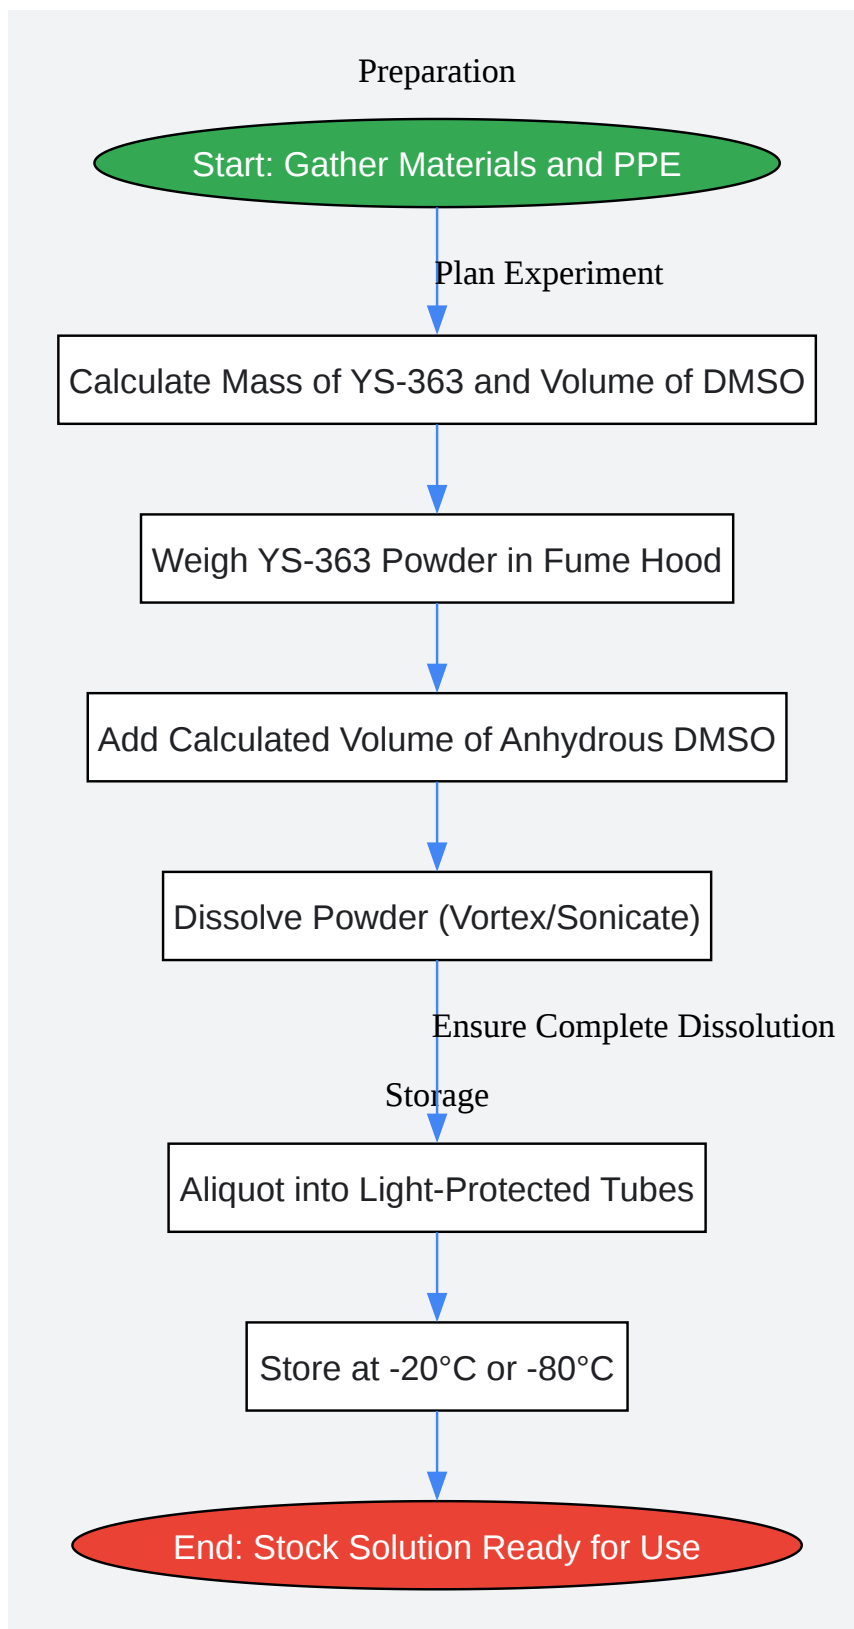 Preparation
Start: Gather Materials and PPE
Plan Experiment
Calculate Mass of YS-363 and Volume of DMSO
Weigh YS-363 Powder in Fume Hood
Add Calculated Volume of Anhydrous DMSO
Dissolve Powder (Vortex/Sonicate)
Ensure Complete Dissolution
Storage
Aliquot into Light-Protected Tubes
Store at -20°C or -80°C
End: Stock Solution Ready for Use